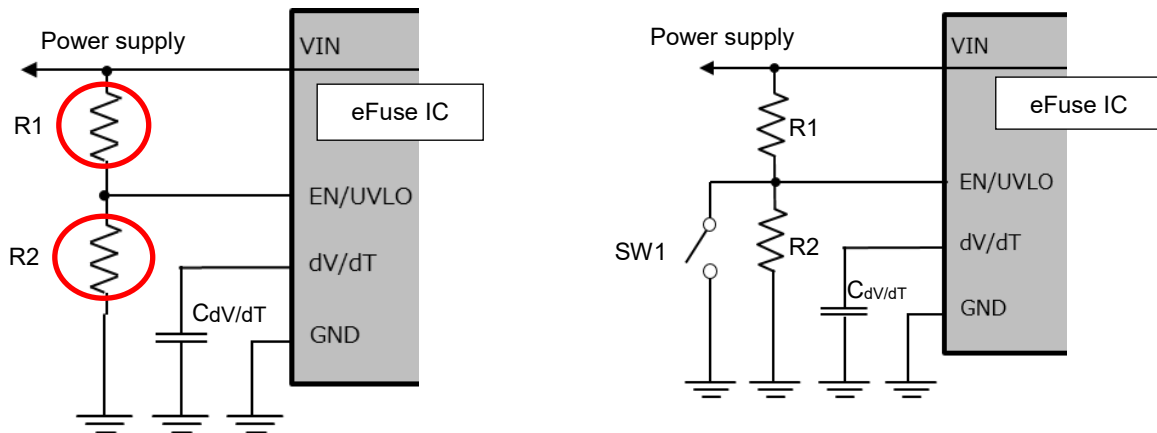 Power supply
VIN
eFuse IC
R1
EN/UVLO
R2
dV/dT
CdV/dT
GND
Power supply
VIN
eFuse IC
R1
EN/UVLO
SW1
R2
dV/dT
CdV/dT
GND